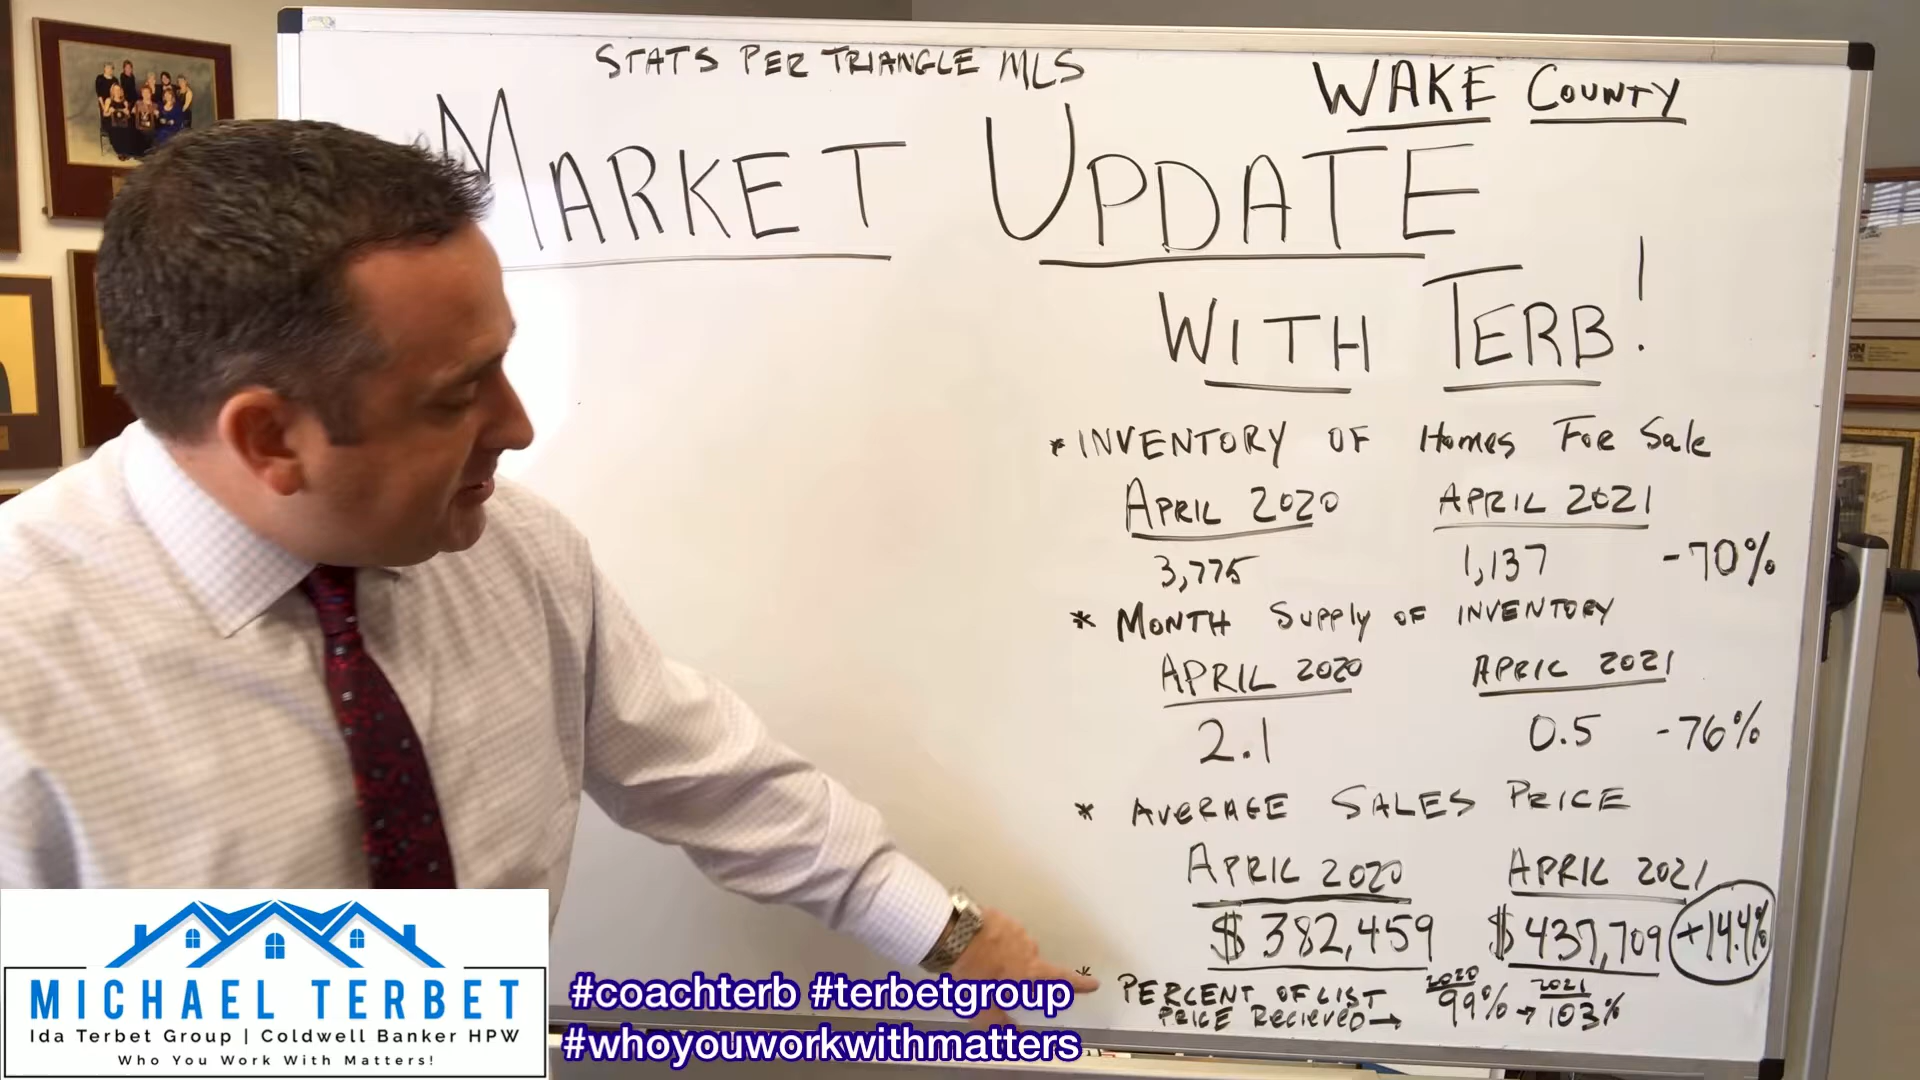 STATS PER TRIANGLE MLS
WAKE COUNTY
MARKET UPDATE
WITH TERB!
* INVENTORY OF Homes For Sale
APRIL 2020 APRIL 2021
3,775 1,137 -70%
* MONTH Supply OF INVENTORY
APRIL 2020 APRIL 2021
2.1 0.5 -76%
* AVERAGE SALES PRICE
APRIL 2020 APRIL 2021
$382,459 $437,709 +14.4%
* PERCENT OF LIST 2020 2021
PRICE RECIEVED → 99% → 103%
MICHAEL TERBET
Ida Terbet Group | Coldwell Banker HPW
Who You Work With Matters!
#coachterb #terbetgroup
#whoyouworkwithmatters